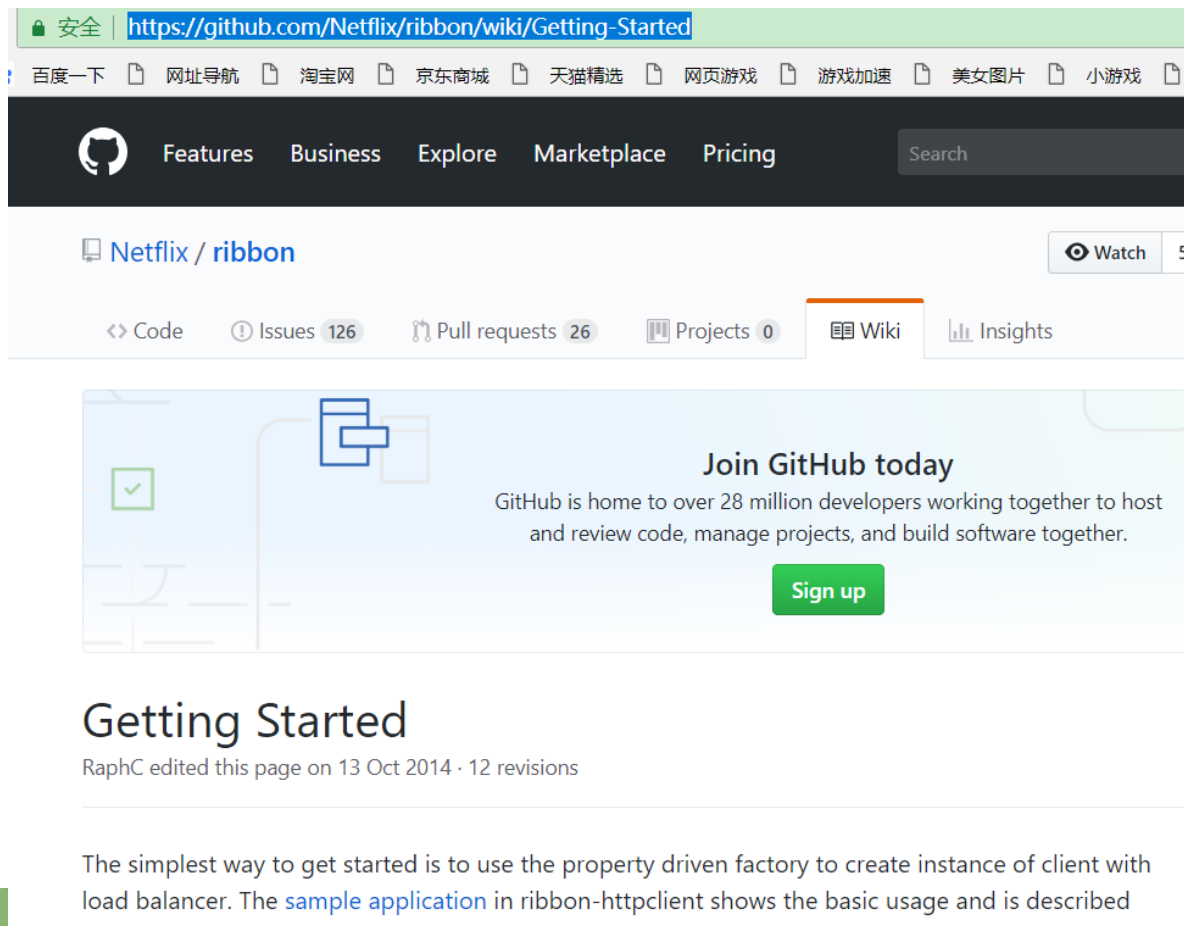 安全 https://github.com/Netflix/ribbon/wiki/Getting-Started
百度一下 网址导航 淘宝网 京东商城 天猫精选 网页游戏 游戏加速 美女图片 小游戏
Features Business Explore Marketplace Pricing Search
Netflix / ribbon Watch 5
Code Issues 126 Pull requests 26 Projects 0 Wiki Insights
Join GitHub today
GitHub is home to over 28 million developers working together to host
and review code, manage projects, and build software together.
Sign up
Getting Started
RaphC edited this page on 13 Oct 2014 · 12 revisions
The simplest way to get started is to use the property driven factory to create instance of client with
load balancer. The sample application in ribbon-httpclient shows the basic usage and is described